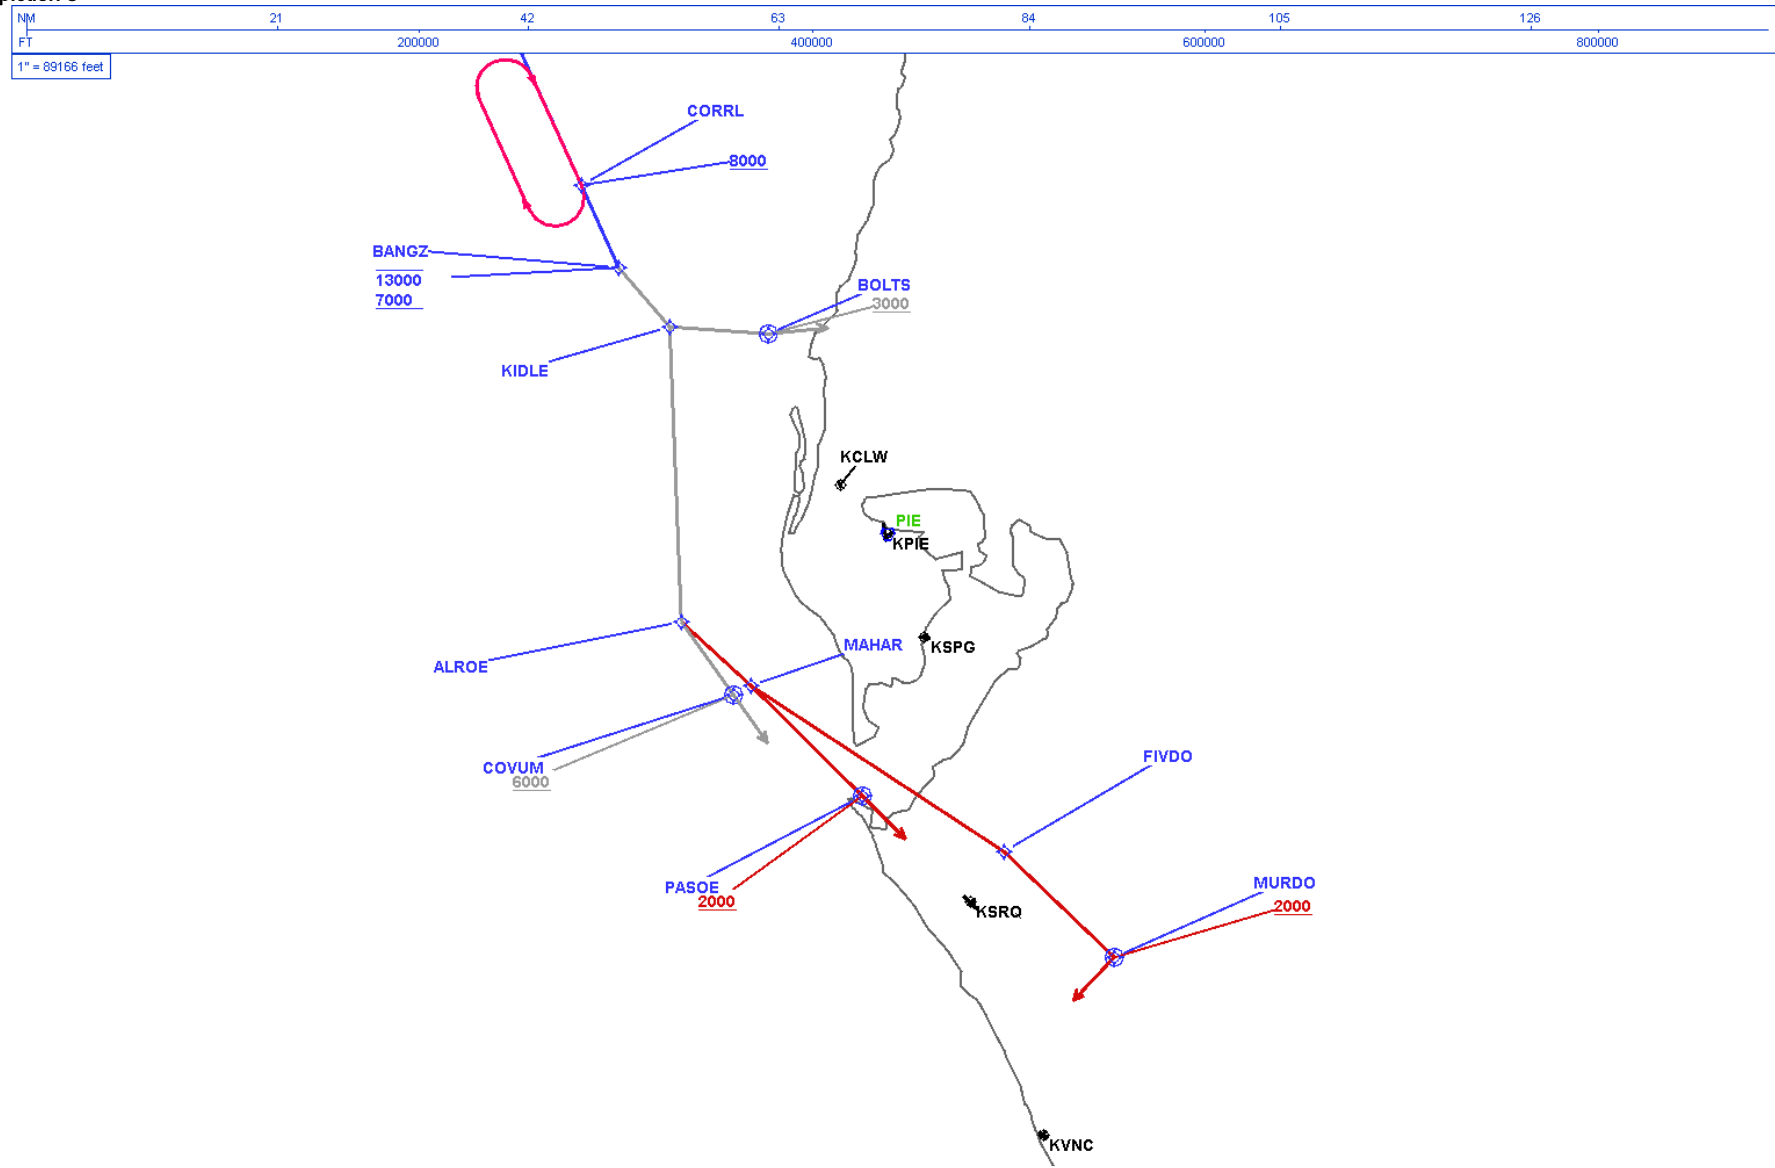 NM 21 42 63 84 105 126
FT 200000 400000 600000 800000
1" = 89166 feet
CORRL
8000
BANGZ
13000
7000
BOLTS
3000
KIDLE
KCLW
PIE
KPIE
MAHAR
KSPG
ALROE
COVUM
6000
FIVDO
PASOE
2000
MURDO
2000
KSRQ
KVNC